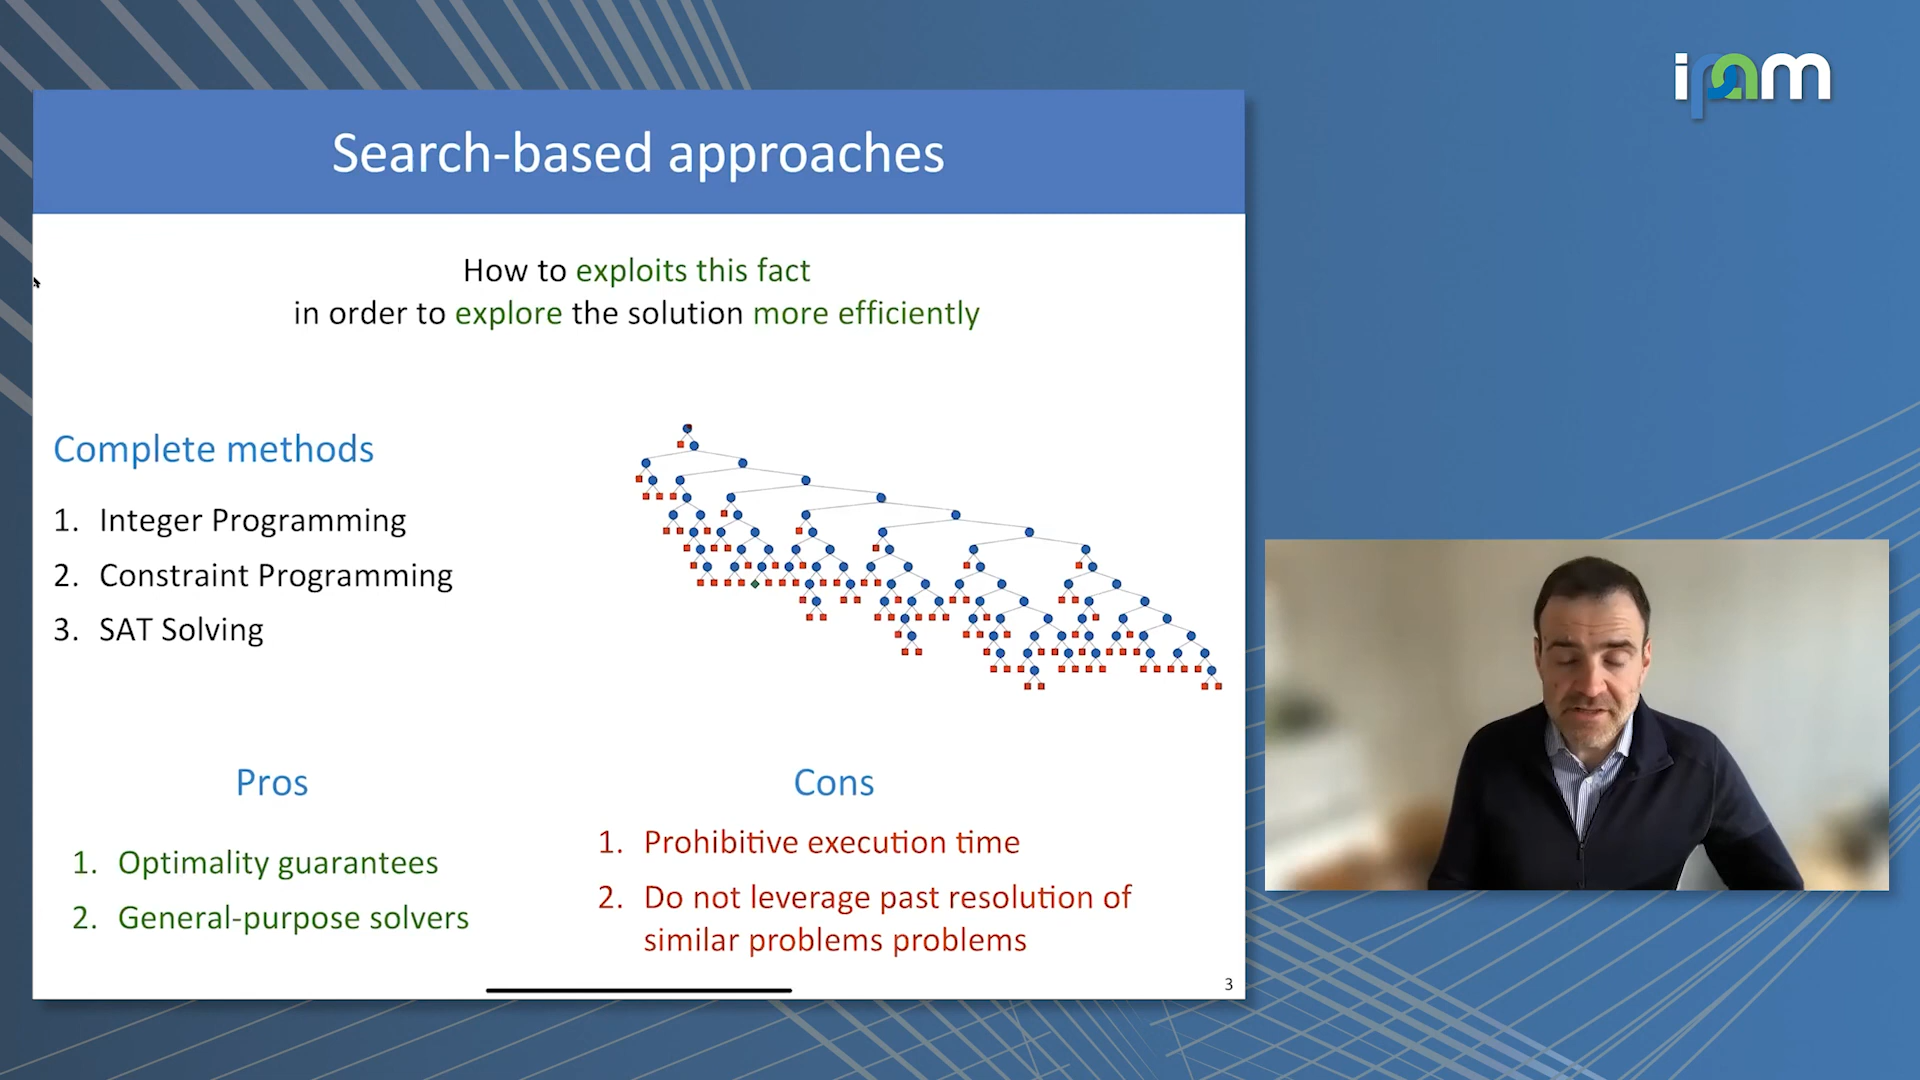 ipam
Search-based approaches
How to exploits this fact
in order to explore the solution more efficiently
Complete methods
1. Integer Programming
2. Constraint Programming
3. SAT Solving
Pros
1. Optimality guarantees
2. General-purpose solvers
Cons
1. Prohibitive execution time
2. Do not leverage past resolution of
similar problems problems
3